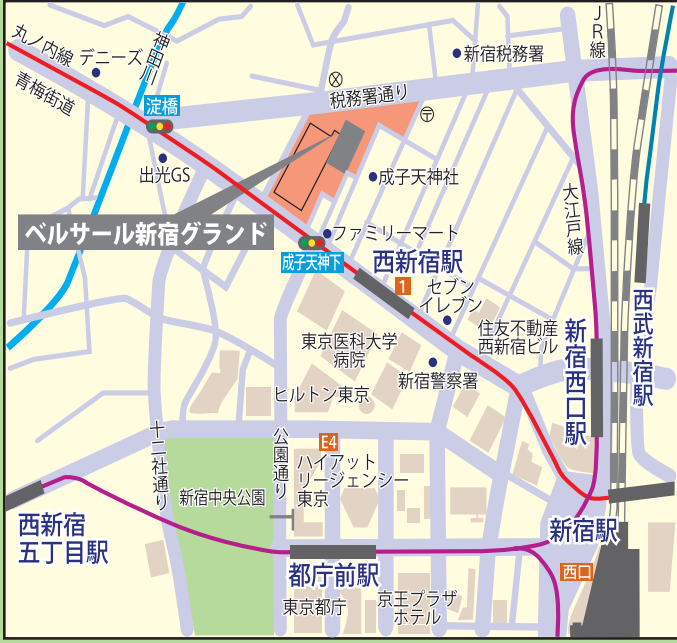 丸ノ内線
デニーズ
神田川
JR線
新宿税務署
青梅街道
税務署通り
淀橋
出光GS
成子天神社
大江戸線
ベルサール新宿グランド
ファミリーマート
成子天神下
西新宿駅
1
セブン
イレブン
西武新宿駅
住友不動産
西新宿ビル
新宿西口駅
東京医科大学
病院
新宿警察署
ヒルトン東京
十二社通り
公園通り
E4
ハイアット
リージェンシー
東京
新宿中央公園
西新宿
五丁目駅
新宿駅
都庁前駅
西口
東京都庁
京王プラザ
ホテル